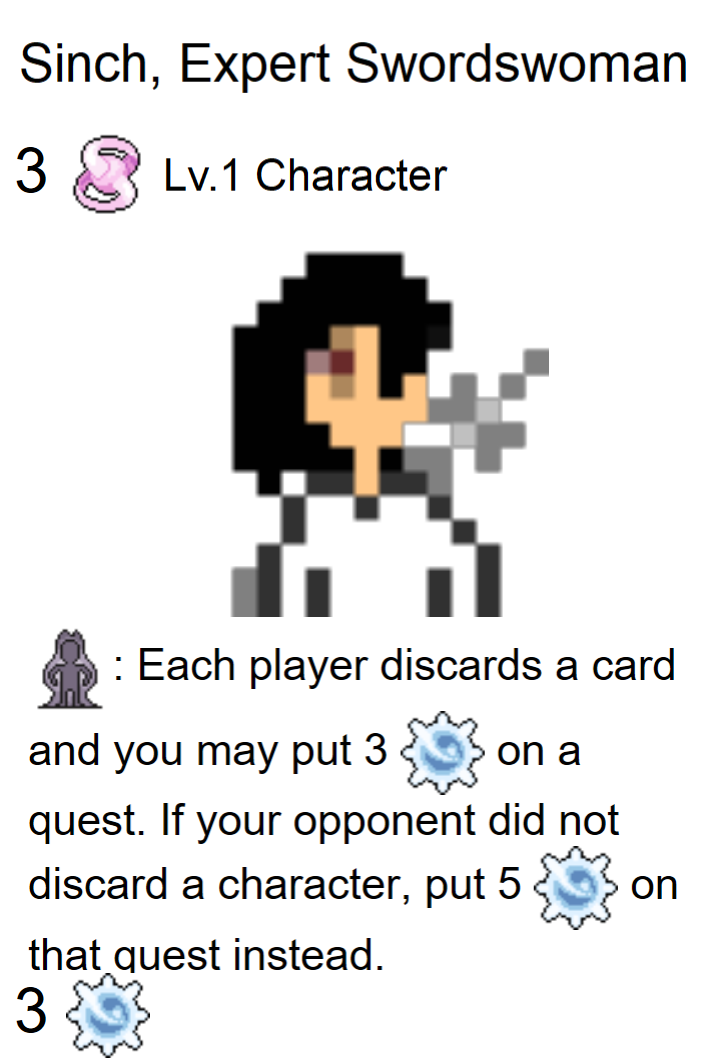 Sinch, Expert Swordswoman
3 Lv.1 Character
: Each player discards a card
and you may put 3 on a
quest. If your opponent did not
discard a character, put 5 on
that quest instead.
3